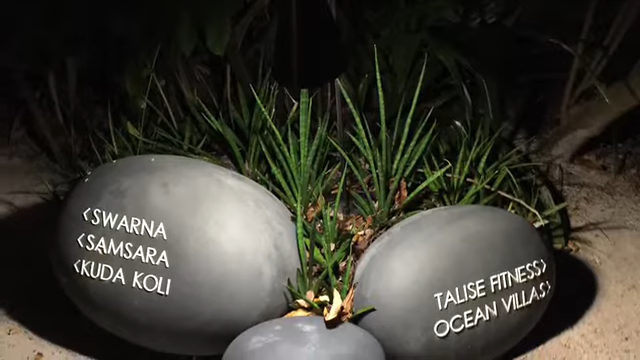 <SWARNA
<SAMSARA
<KUDA KOLI
TALISE FITNESS>
OCEAN VILLAS>